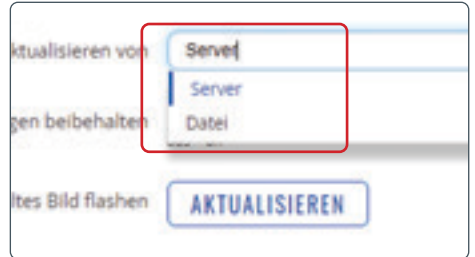 ktualisieren von Server
Server
gen beibehalten Datei
ltes Bild flashen AKTUALISIEREN